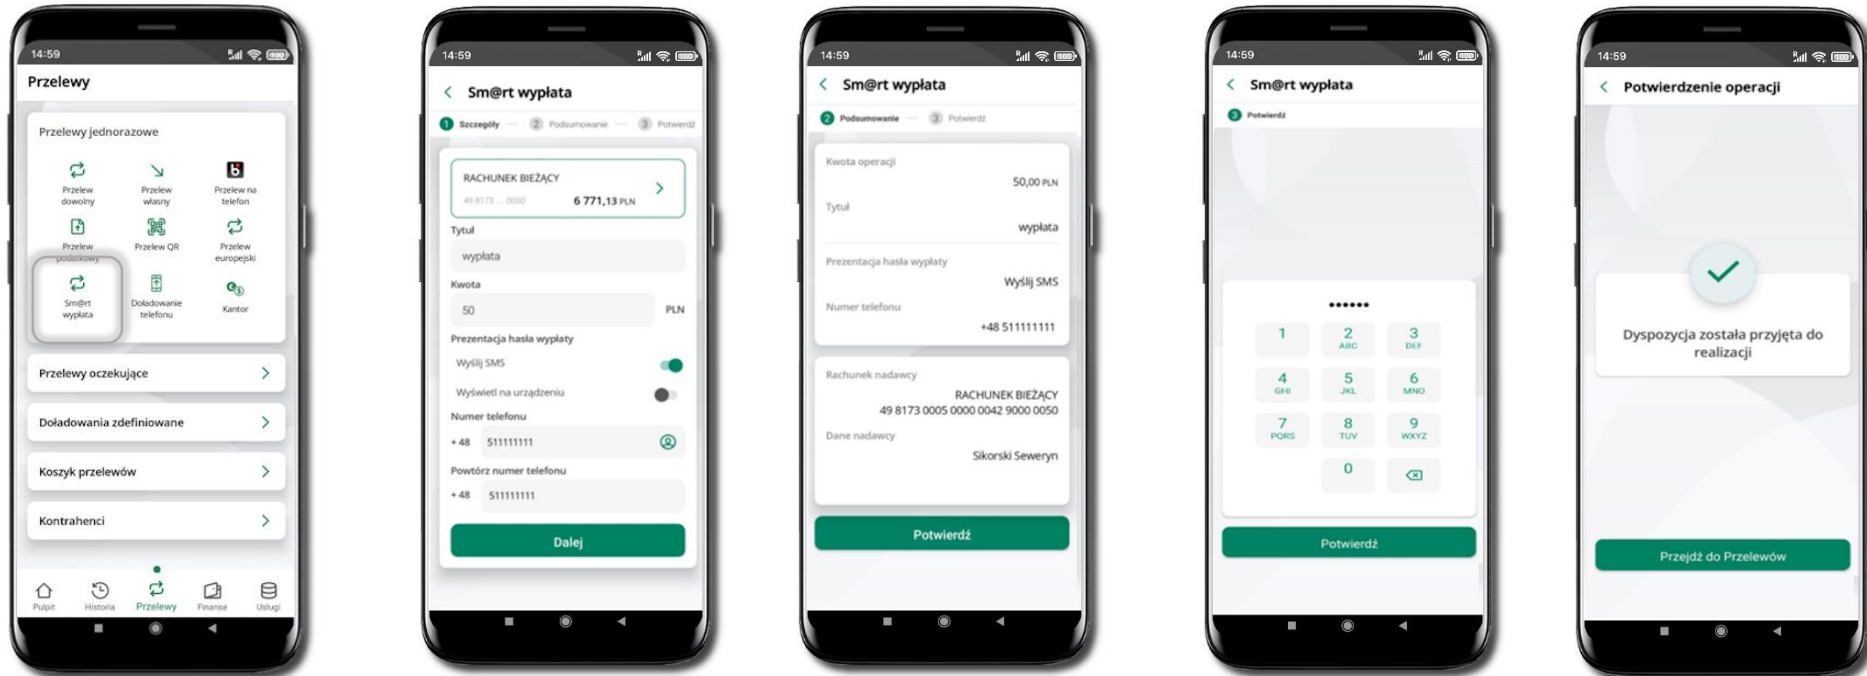 14:59
Przelewy
Przelewy jednorazowe
Przelew
dowolny
Przelew
własny
Przelew na
telefon
Przelew
podatkowy
Przelew QR
Przelew
europejski
Sm@rt
wypłata
Doładowanie
telefonu
Kantor
Przelewy oczekujące
Doładowania zdefiniowane
Koszyk przelewów
Kontrahenci
Pulpit
Historia
Przelewy
Finanse
Usługi
14:59
Sm@rt wypłata
1 Szczegóły
2 Podsumowanie
3 Potwierdź
RACHUNEK BIEŻĄCY
49 8173 ... 0050
6 771,13 PLN
Tytuł
wypłata
Kwota
50 PLN
Prezentacja hasła wypłaty
Wyślij SMS
Wyświetl na urządzeniu
Numer telefonu
+ 48 511111111
Powtórz numer telefonu
+ 48 511111111
Dalej
14:59
Sm@rt wypłata
2 Podsumowanie
3 Potwierdź
Kwota operacji
50,00 PLN
Tytuł
wypłata
Prezentacja hasła wypłaty
Wyślij SMS
Numer telefonu
+48 511111111
Rachunek nadawcy
RACHUNEK BIEŻĄCY
49 8173 0005 0000 0042 9000 0050
Dane nadawcy
Sikorski Seweryn
Potwierdź
14:59
Sm@rt wypłata
3 Potwierdź
1
2
ABC
3
DEF
4
GHI
5
JKL
6
MNO
7
PQRS
8
TUV
9
WXYZ
0
Potwierdź
14:59
Potwierdzenie operacji
Dyspozycja została przyjęta do
realizacji
Przejdź do Przelewów